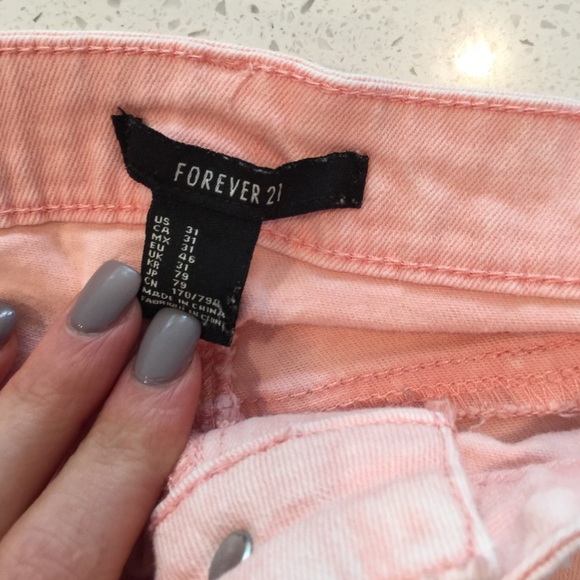 FOREVER 21
US 31
CA 31
MX 31
EU 46
UK 31
KR 79
JP 79
CN 170/79A
MADE IN CHINA